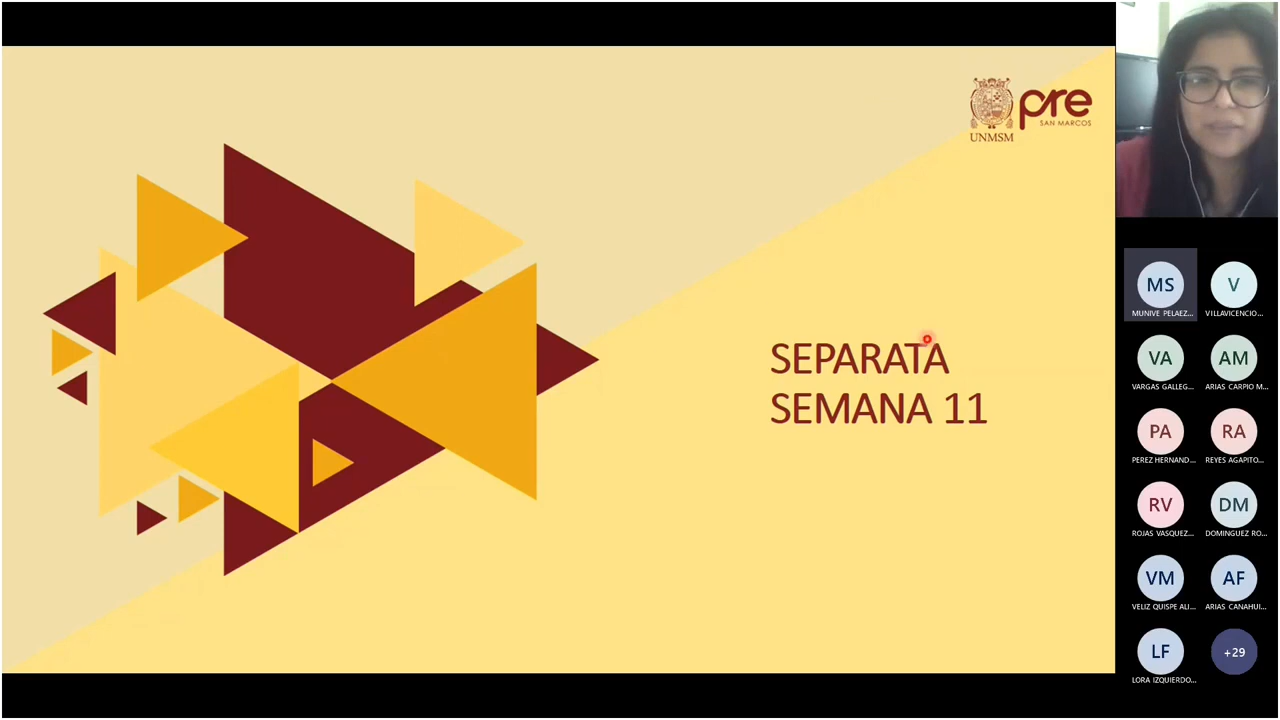 pre
SAN MARCOS
UNMSM
SEPARATA
SEMANA 11
MS
V
MUNIVE PELAEZ...
VILLAVICENCIO...
VA
AM
VARGAS GALLEG...
ARIAS CARPIO M...
PA
RA
PEREZ HERNAND...
REYES AGAPITO...
RV
DM
ROJAS VASQUEZ...
DOMINGUEZ RO...
VM
AF
VELIZ QUISPE ALI...
ARIAS CANAHUI...
LF
+29
LORA IZQUIERDO...